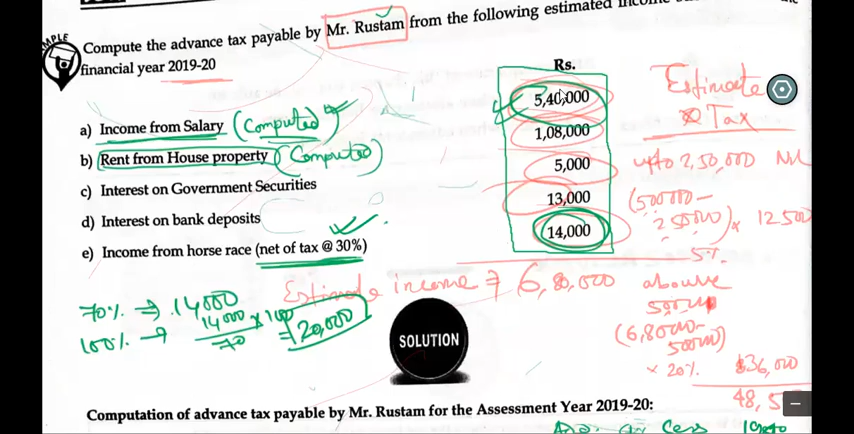 Compute the advance tax payable by Mr. Rustam from the following estimated income
financial year 2019-20
Rs.
a) Income from Salary (Computed) 5,40,000
b) Rent from House property (Computed) 1,08,000
c) Interest on Government Securities 5,000
d) Interest on bank deposits 13,000
e) Income from horse race (net of tax @ 30%) 14,000
Estimate income ⇒ 6,80,000
Estimate
Tax
upto 2,50,000 Nil
(500000 -
250000) × 12500
5%
above
500000
(6,80000-
500000)
× 20% 36,000
48,5
70% ⇒ 14000
100% → 14000 × 100
70
= 20,000
SOLUTION
Computation of advance tax payable by Mr. Rustam for the Assessment Year 2019-20:
Cess